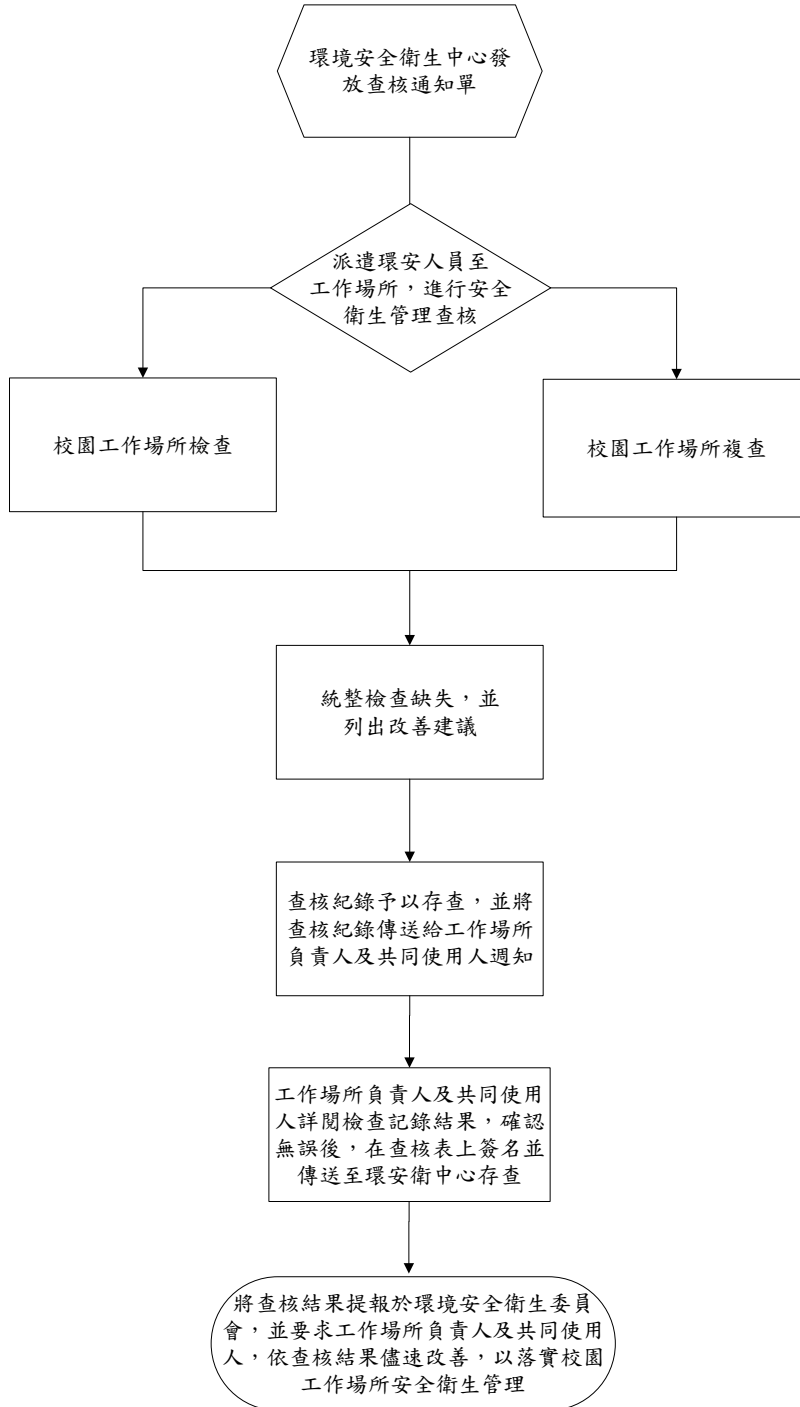 環境安全衛生中心發
放查核通知單
派遣環安人員至
工作場所，進行安全
衛生管理查核
校園工作場所檢查
校園工作場所複查
統整檢查缺失，並
列出改善建議
查核紀錄予以存查，並將
查核紀錄傳送給工作場所
負責人及共同使用人週知
工作場所負責人及共同使用
人詳閱檢查記錄結果，確認
無誤後，在查核表上簽名並
傳送至環安衛中心存查
將查核結果提報於環境安全衛生委員
會，並要求工作場所負責人及共同使用
人，依查核結果儘速改善，以落實校園
工作場所安全衛生管理